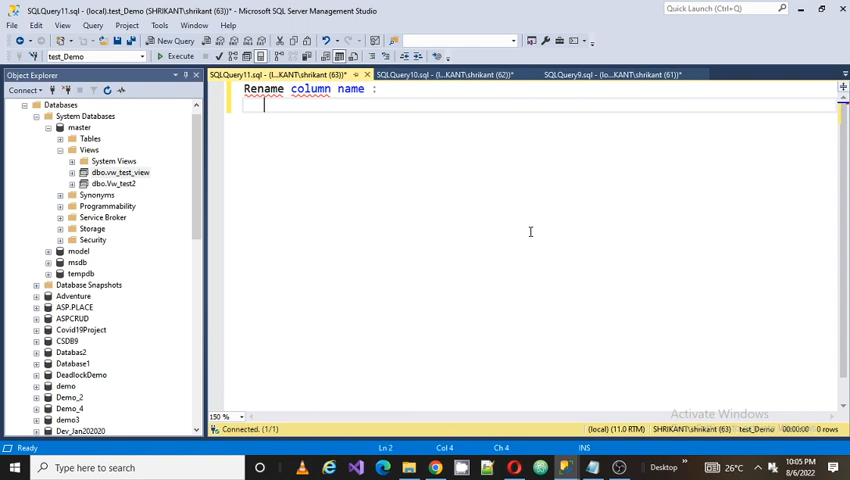 SQLQuery11.sql - (local).test_Demo (SHRIKANT\shrikant (63))* - Microsoft SQL Server Management Studio
Quick Launch (Ctrl+Q)
File Edit View Query Project Tools Window Help
New Query
test_Demo Execute
Object Explorer
SQLQuery11.sql - (l...KANT\shrikant (63))* SQLQuery10.sql - (l...KANT\shrikant (62))* SQLQuery9.sql - (l...KANT\shrikant (61))*
Connect
Databases
System Databases
master
Tables
Views
System Views
dbo.vw_test_view
dbo.Vw_test2
Synonyms
Programmability
Service Broker
Storage
Security
model
msdb
tempdb
Database Snapshots
Adventure
ASP.PLACE
ASPCRUD
Covid19Project
CSDB9
Databas2
Database1
DeadlockDemo
demo
Demo_2
Demo_4
demo3
Dev_Jan202020
Rename column name :
150 %
Activate Windows
Connected. (1/1) (local) (11.0 RTM) SHRIKANT\shrikant (63) test_Demo 00:00:00 0 rows
Ready Ln 2 Col 4 Ch 4 INS
Type here to search
Desktop
26°C
10:05 PM
8/6/2022